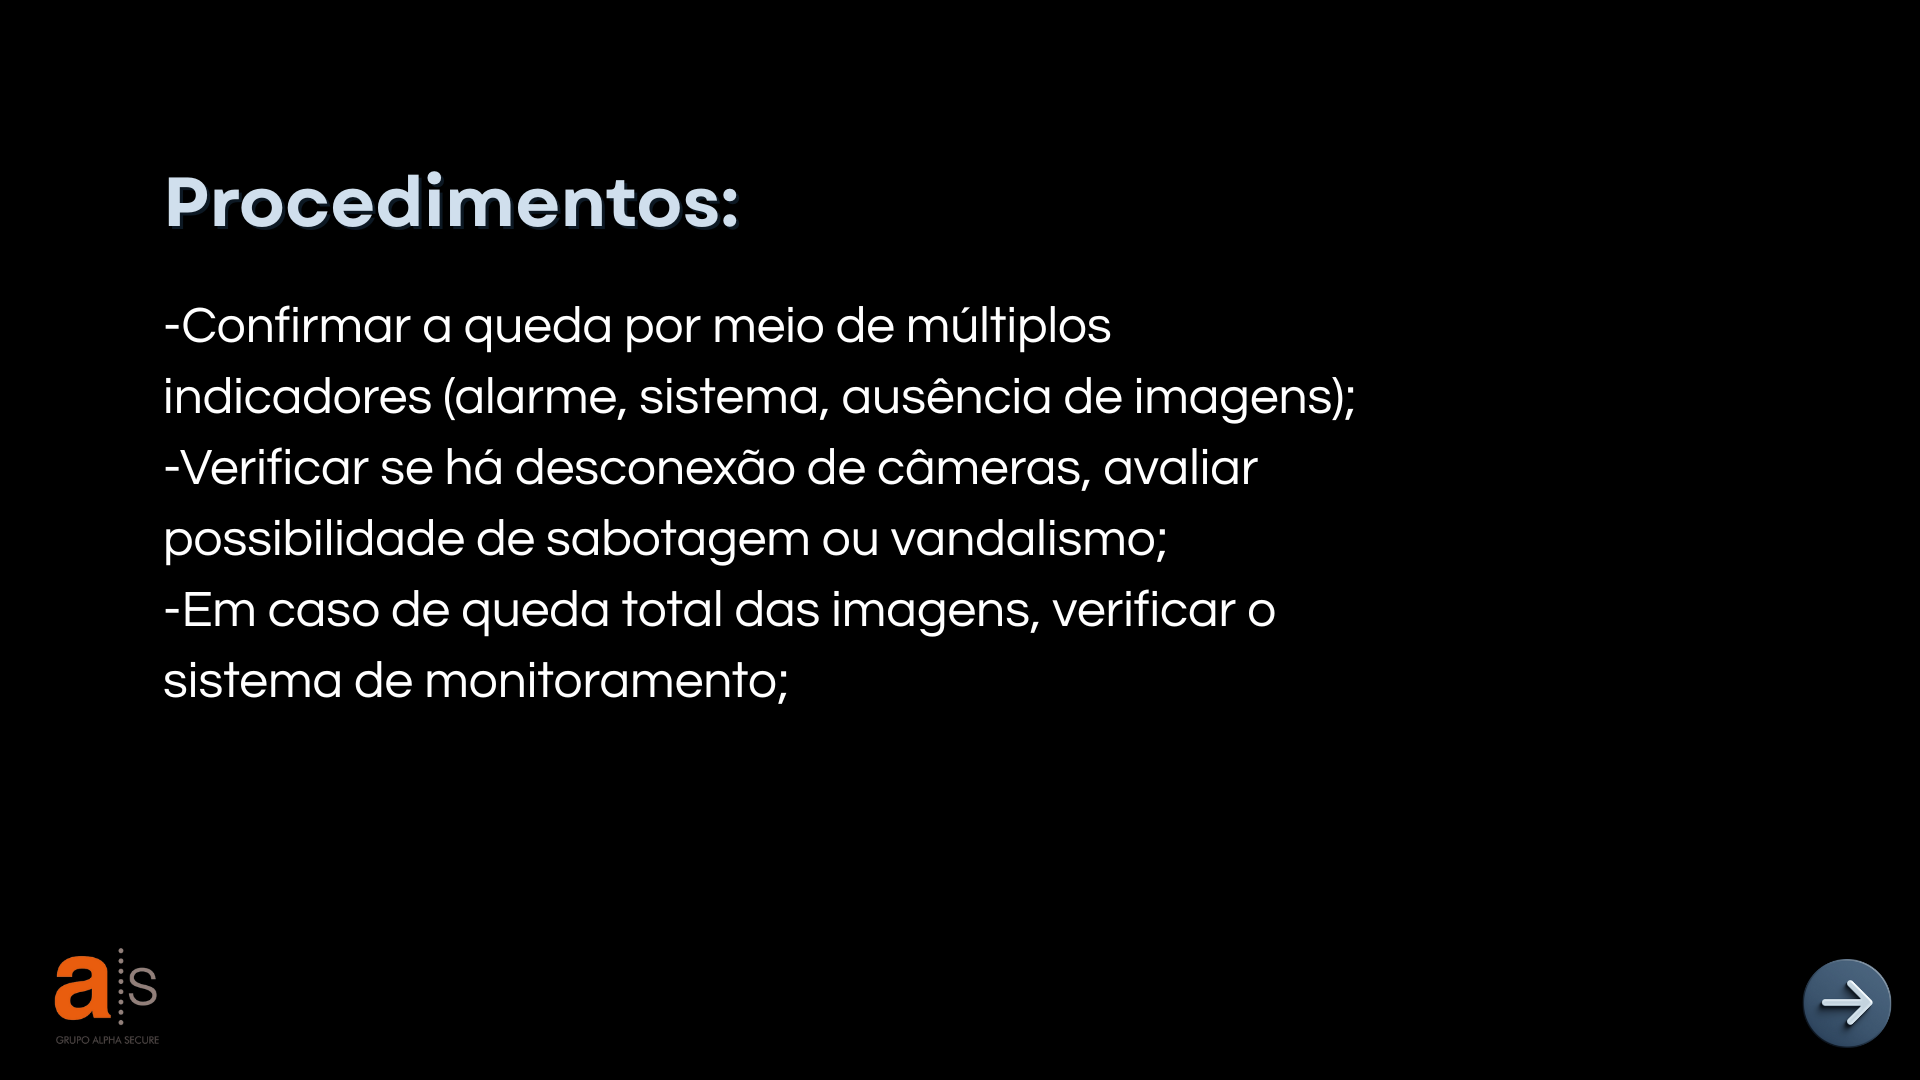 Procedimentos:
-Confirmar a queda por meio de múltiplos
indicadores (alarme, sistema, ausência de imagens);
-Verificar se há desconexão de câmeras, avaliar
possibilidade de sabotagem ou vandalismo;
-Em caso de queda total das imagens, verificar o
sistema de monitoramento;
a s
GRUPO ALPHA SECURE